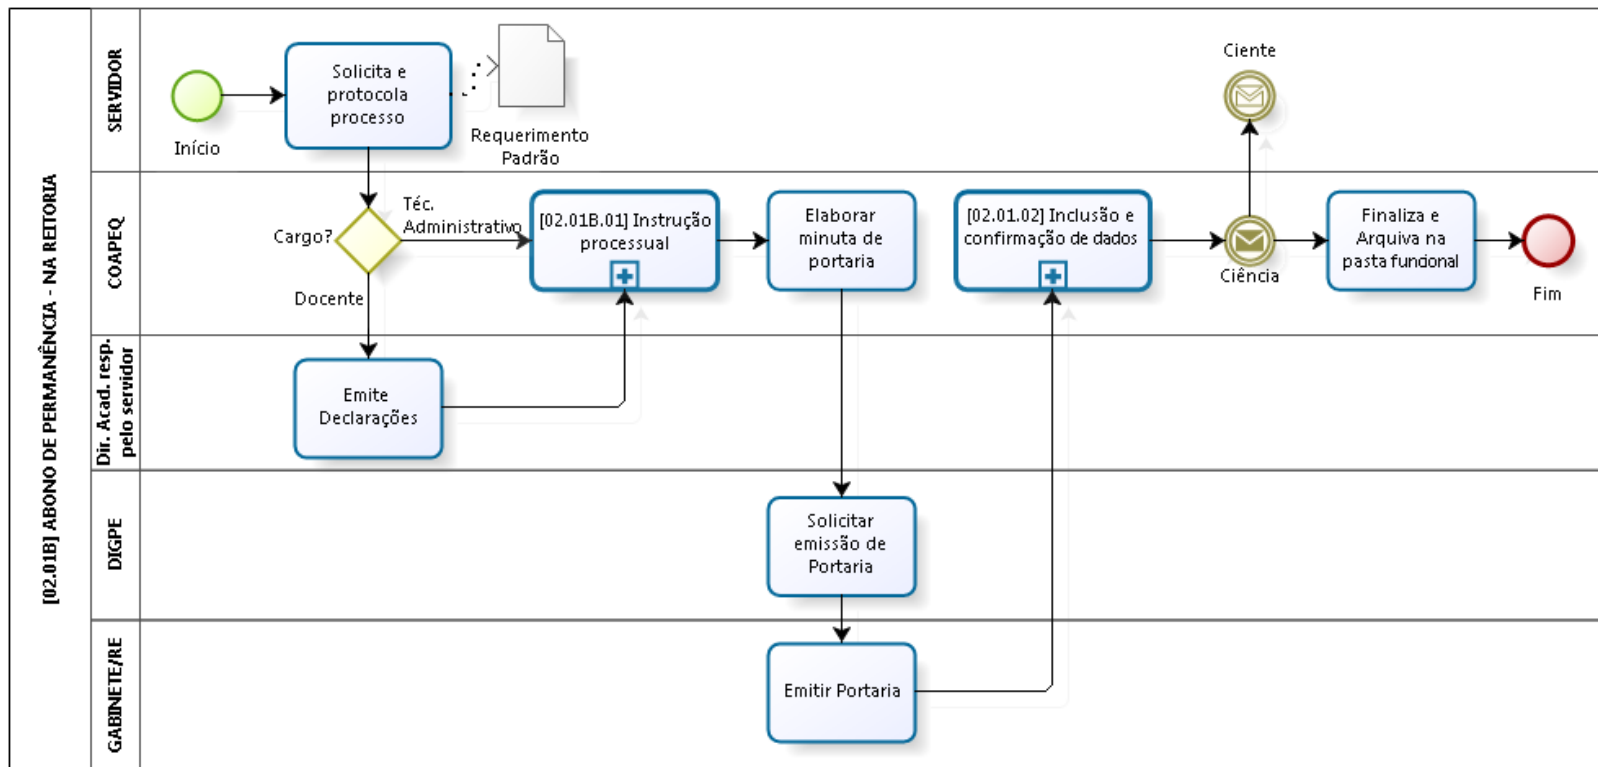 [02.01B] ABONO DE PERMANÊNCIA - NA REITORIA
SERVIDOR
Início
Solicita e
protocola
processo
Requerimento
Padrão
Ciente
COAPEQ
Cargo?
Téc.
Administrativo
Docente
[02.01B.01] Instrução
processual
Elaborar
minuta de
portaria
[02.01.02] Inclusão e
confirmação de dados
Ciência
Finaliza e
Arquiva na
pasta funcional
Fim
Dir. Acad. resp.
pelo servidor
Emite
Declarações
DIGPE
Solicitar
emissão de
Portaria
GABINETE/RE
Emitir Portaria